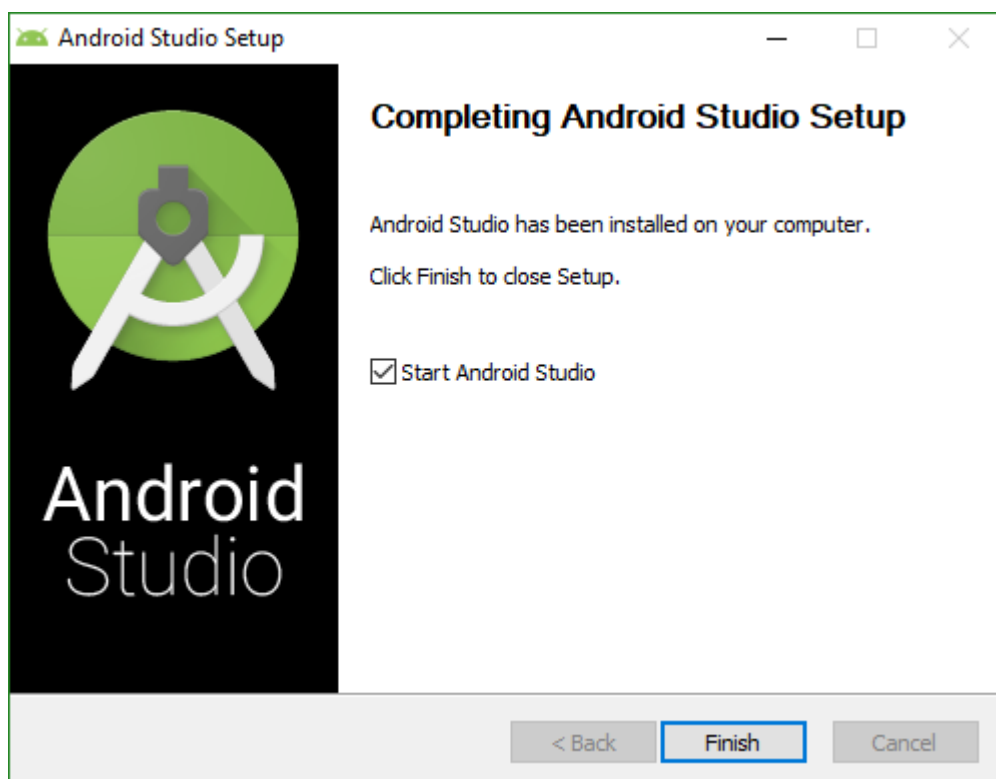 Android Studio Setup
Completing Android Studio Setup
Android Studio has been installed on your computer.
Click Finish to close Setup.
Start Android Studio
Android
Studio
< Back
Finish
Cancel